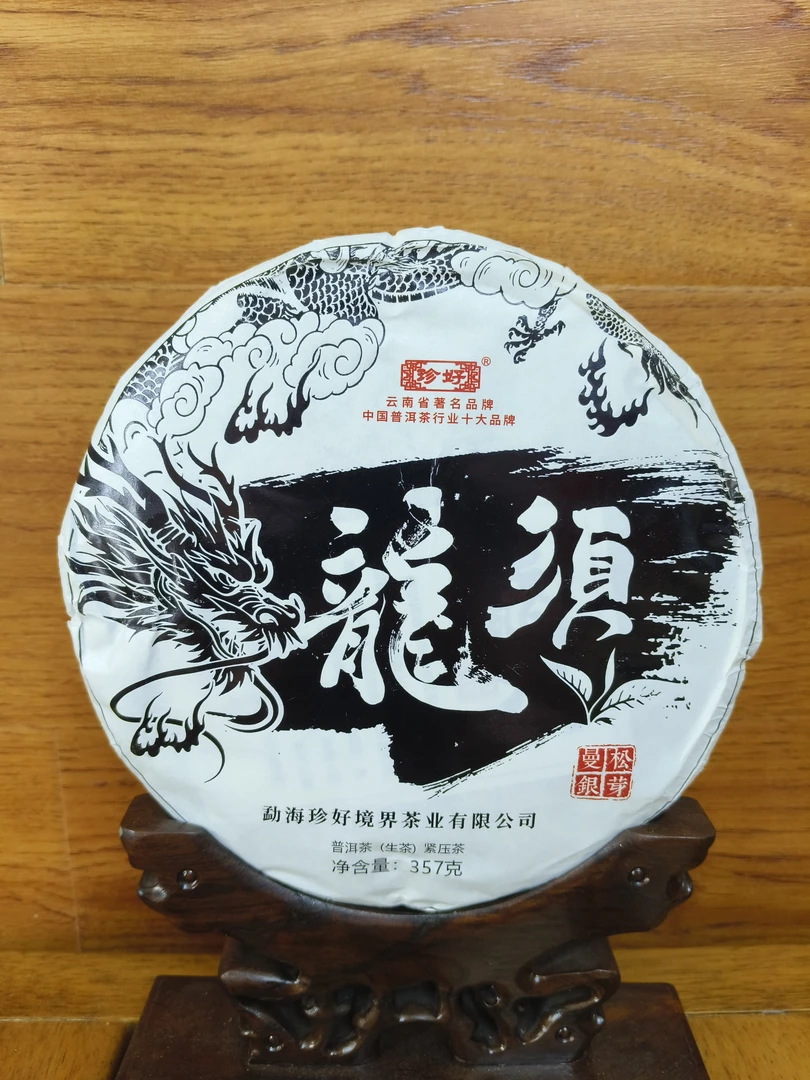 珍好®
云南省著名品牌
中国普洱茶行业十大品牌
龍須
曼松
銀芽
勐海珍好境界茶业有限公司
普洱茶（生茶）紧压茶
净含量：357克